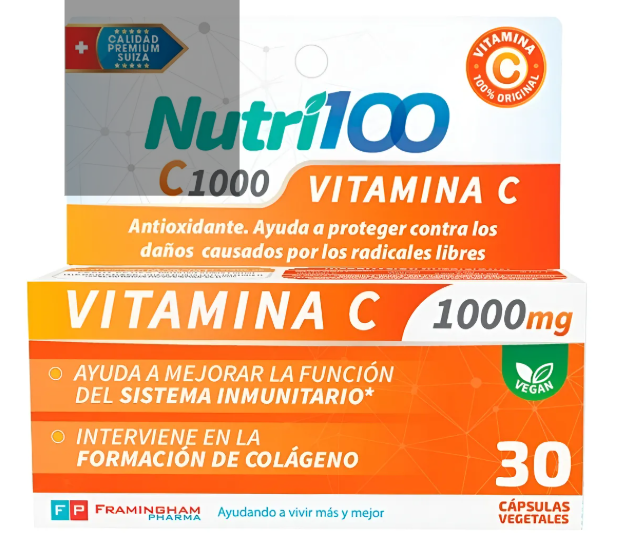 CALIDAD
PREMIUM
SUIZA
VITAMINA
C
100% ORIGINAL
Nutri100
C1000 VITAMINA C
Antioxidante. Ayuda a proteger contra los
daños causados por los radicales libres
VITAMINA C 1000mg
AYUDA A MEJORAR LA FUNCIÓN
DEL SISTEMA INMUNITARIO*
VEGAN
INTERVIENE EN LA
FORMACIÓN DE COLÁGENO
30
CÁPSULAS
VEGETALES
FP FRAMINGHAM
PHARMA
Ayudando a vivir más y mejor